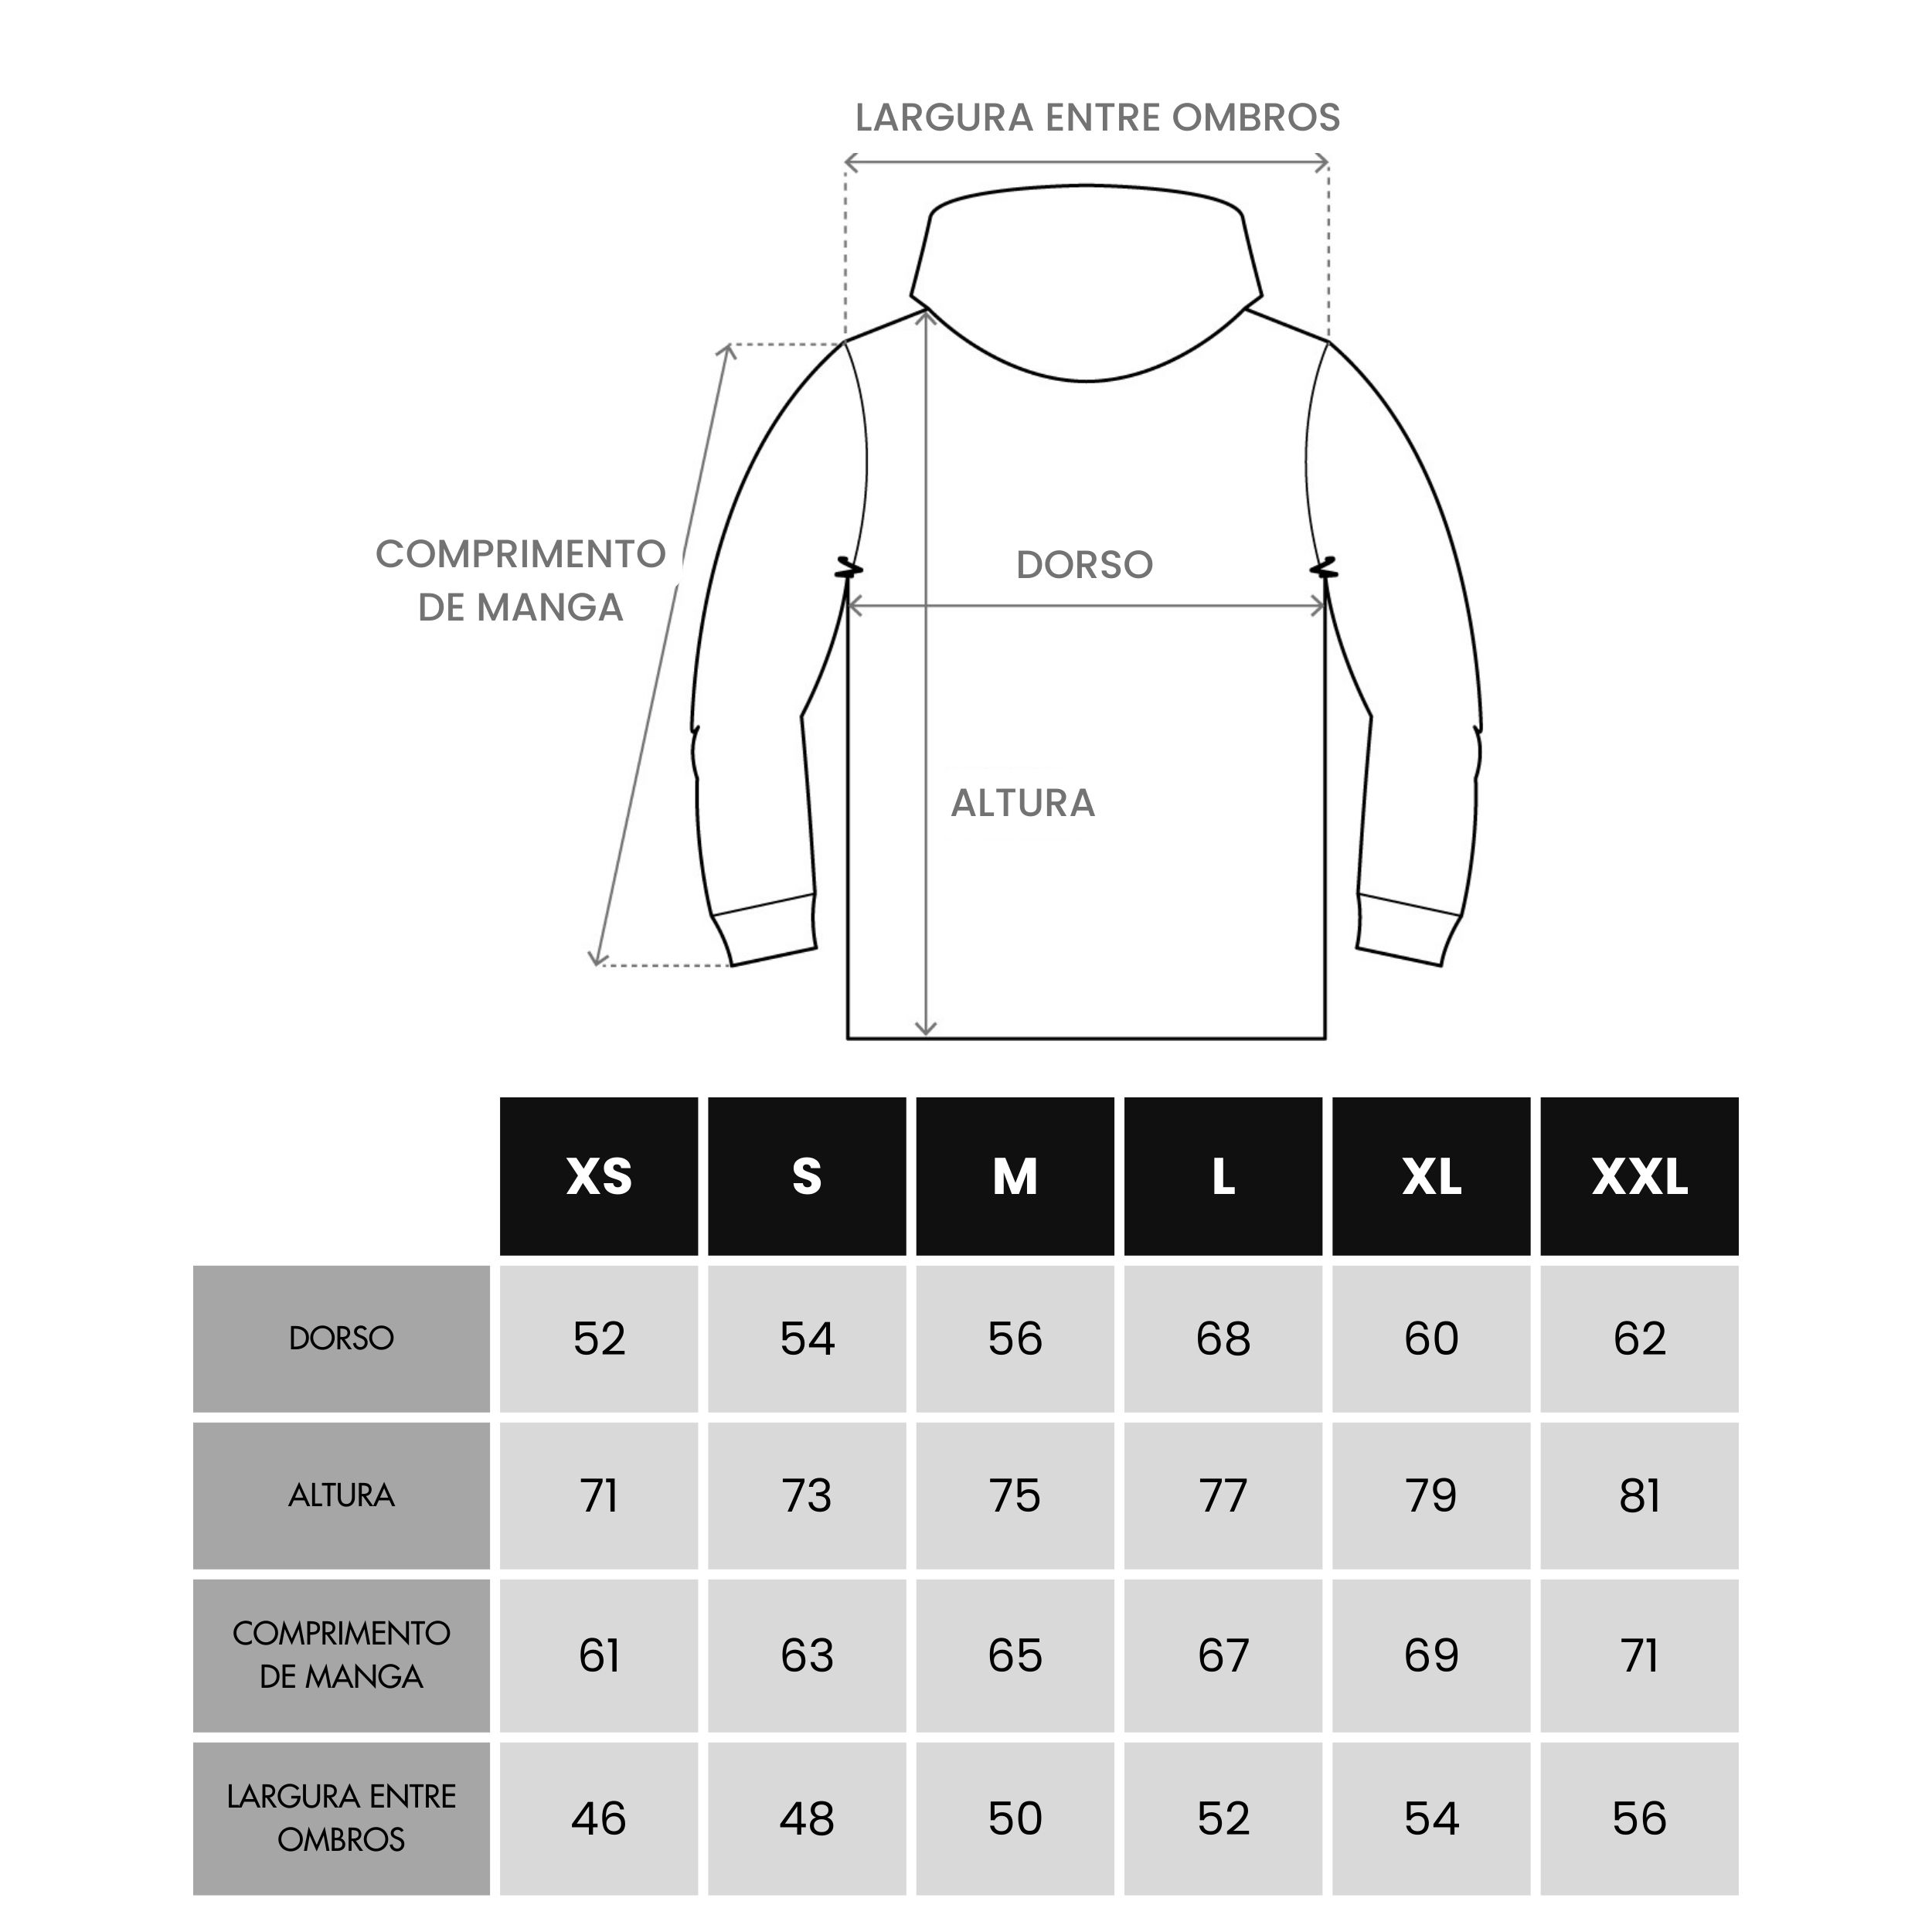 LARGURA ENTRE OMBROS
COMPRIMENTO
DE MANGA
DORSO
ALTURA
XS S M L XL XXL
DORSO 52 54 56 68 60 62
ALTURA 71 73 75 77 79 81
COMPRIMENTO
DE MANGA 61 63 65 67 69 71
LARGURA ENTRE
OMBROS 46 48 50 52 54 56